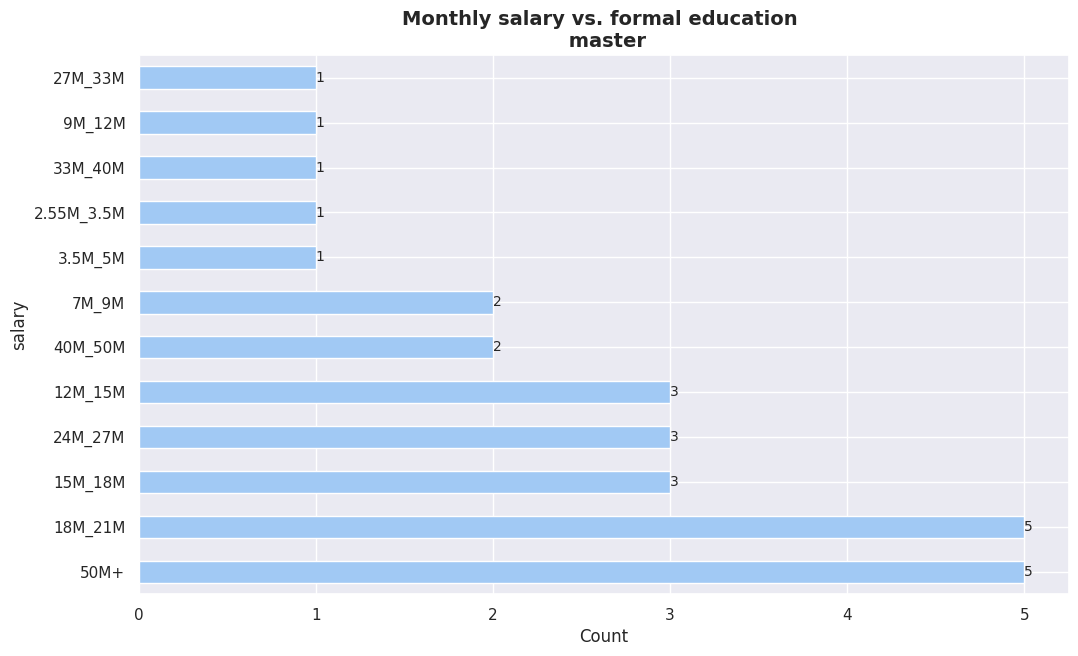 Monthly salary vs. formal education
master
27M_33M
1
9M_12M
1
33M_40M
1
2.55M_3.5M
1
3.5M_5M
1
7M_9M
2
40M_50M
2
12M_15M
3
24M_27M
3
15M_18M
3
18M_21M
5
50M+
5
salary
0 1 2 3 4 5
Count